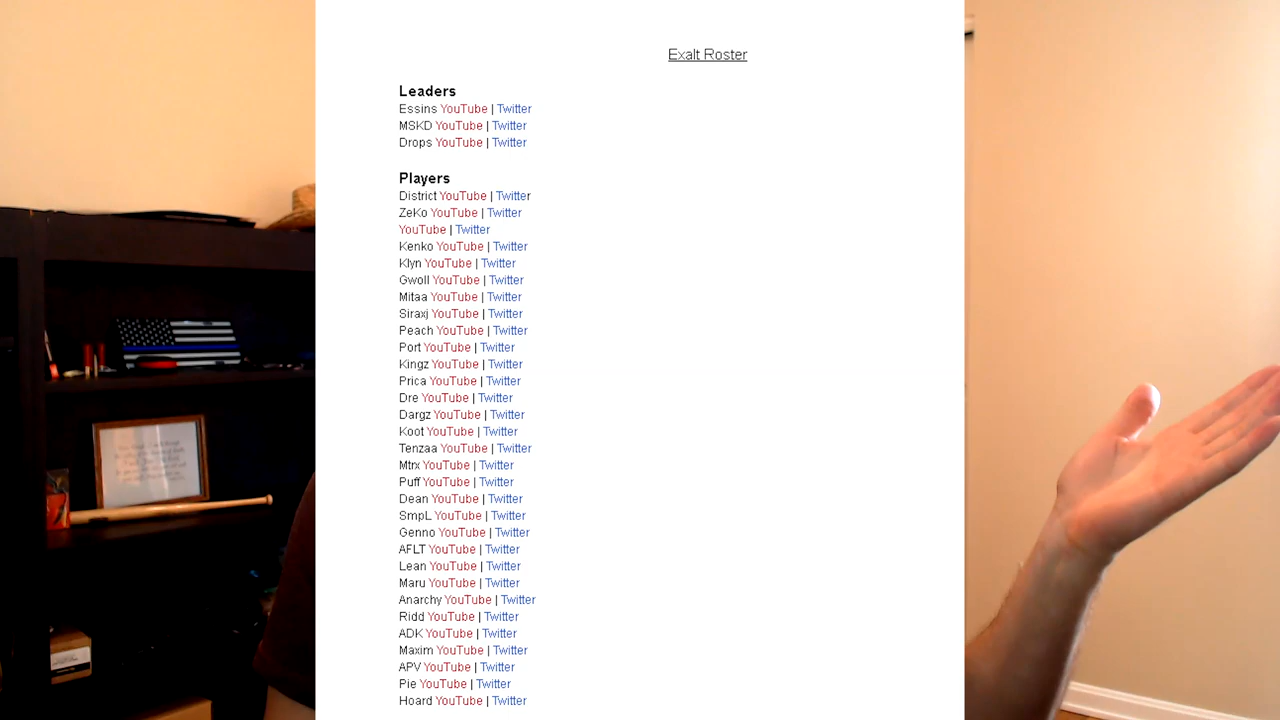 Exalt Roster
Leaders
Essins YouTube | Twitter
MSKD YouTube | Twitter
Drops YouTube | Twitter
Players
District YouTube | Twitter
ZeKo YouTube | Twitter
YouTube | Twitter
Kenko YouTube | Twitter
Klyn YouTube | Twitter
Gwoll YouTube | Twitter
Mitaa YouTube | Twitter
Siraxj YouTube | Twitter
Peach YouTube | Twitter
Port YouTube | Twitter
Kingz YouTube | Twitter
Prica YouTube | Twitter
Dre YouTube | Twitter
Dargz YouTube | Twitter
Koot YouTube | Twitter
Tenzaa YouTube | Twitter
Mtrx YouTube | Twitter
Puff YouTube | Twitter
Dean YouTube | Twitter
SmpL YouTube | Twitter
Genno YouTube | Twitter
AFLT YouTube | Twitter
Lean YouTube | Twitter
Maru YouTube | Twitter
Anarchy YouTube | Twitter
Ridd YouTube | Twitter
ADK YouTube | Twitter
Maxim YouTube | Twitter
APV YouTube | Twitter
Pie YouTube | Twitter
Hoard YouTube | Twitter